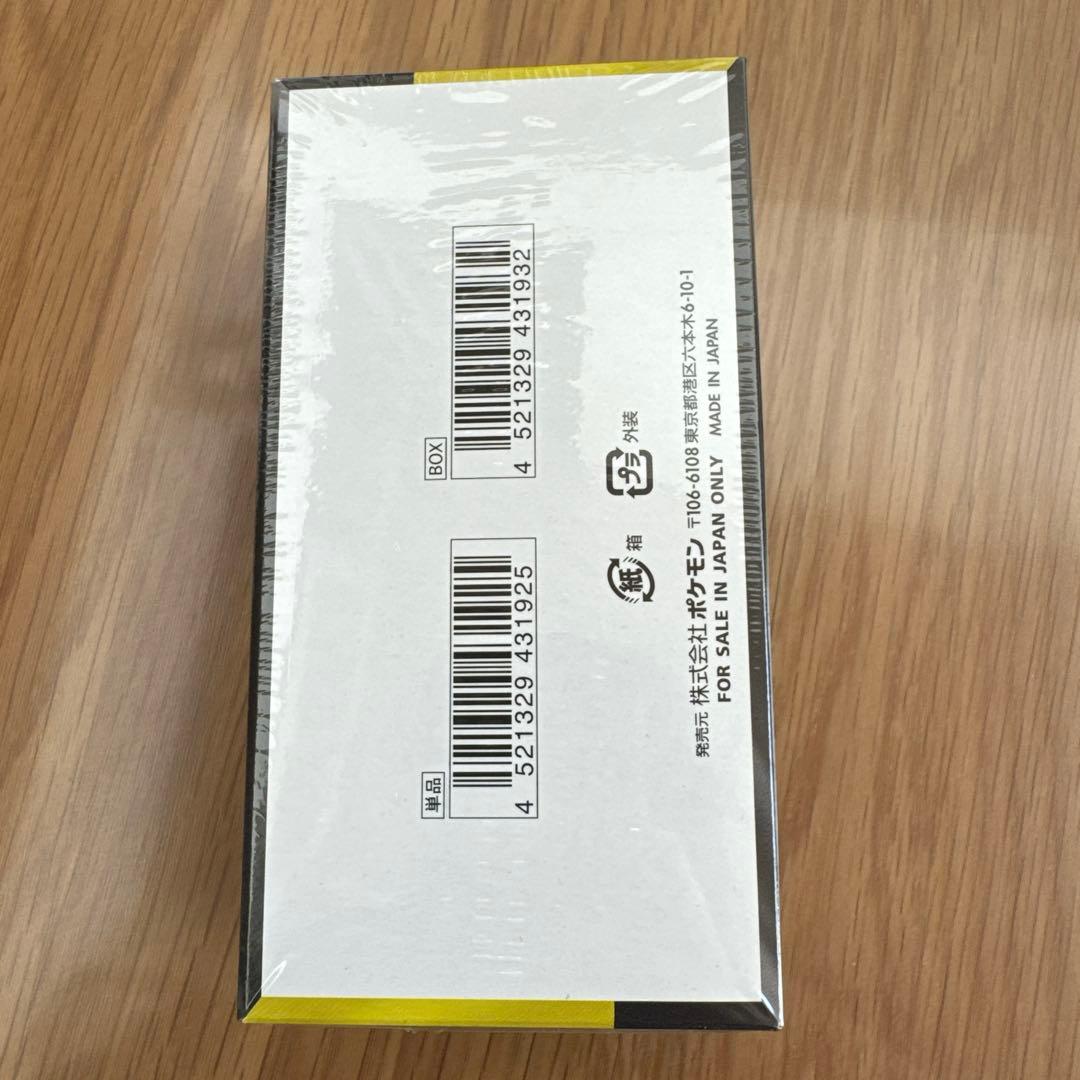 単品
4 521329 431925
BOX
4 521329 431932
紙 箱
プラ 外装
発売元 株式会社ポケモン 〒106-6108 東京都港区六本木6-10-1
FOR SALE IN JAPAN ONLY MADE IN JAPAN